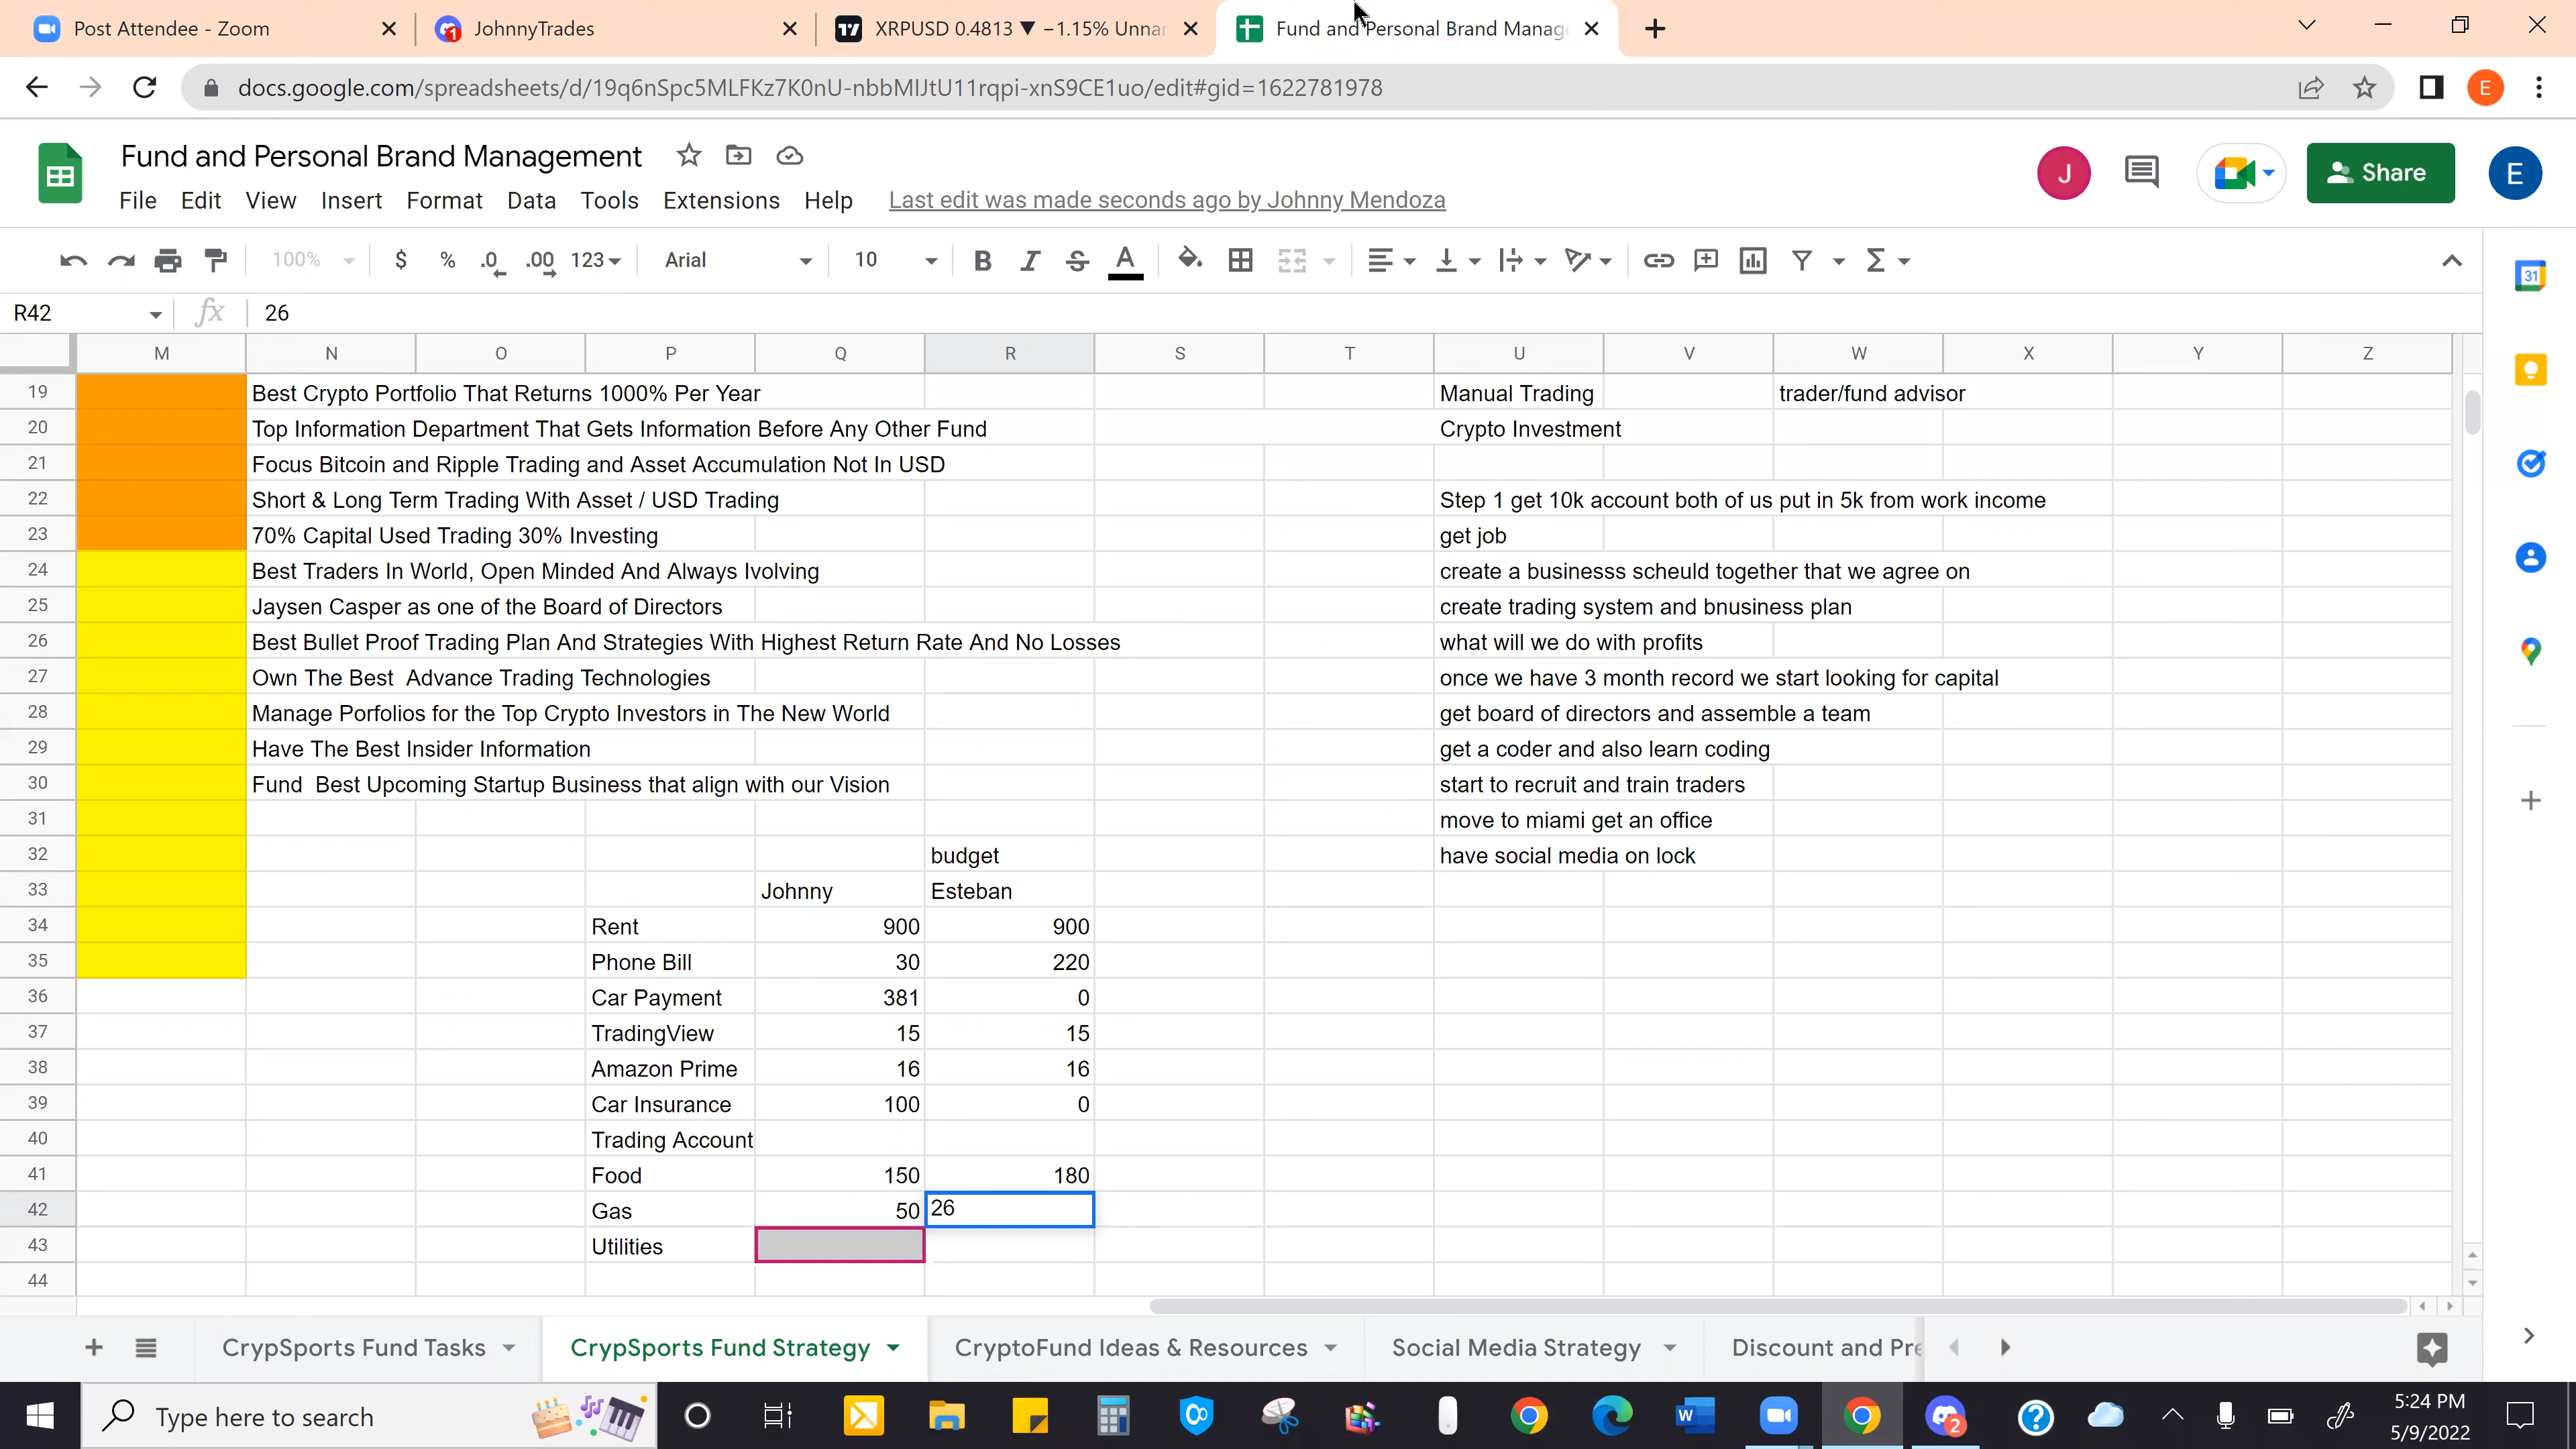 Post Attendee - Zoom
JohnnyTrades
XRPUSD 0.4813 ▼ −1.15% Unna
Fund and Personal Brand Manag
docs.google.com/spreadsheets/d/19q6nSpc5MLFKz7K0nU-nbbMIJtU11rqpi-xnS9CE1uo/edit#gid=1622781978
E
Fund and Personal Brand Management
J
Share
E
File Edit View Insert Format Data Tools Extensions Help Last edit was made seconds ago by Johnny Mendoza
100% $ % .0 .00 123 Arial 10 B I S A Σ
R42 fx 26
M N O P Q R S T U V W X Y Z
19 Best Crypto Portfolio That Returns 1000% Per Year Manual Trading trader/fund advisor
20 Top Information Department That Gets Information Before Any Other Fund Crypto Investment
21 Focus Bitcoin and Ripple Trading and Asset Accumulation Not In USD
22 Short & Long Term Trading With Asset / USD Trading Step 1 get 10k account both of us put in 5k from work income
23 70% Capital Used Trading 30% Investing get job
24 Best Traders In World, Open Minded And Always Ivolving create a businesss scheuld together that we agree on
25 Jaysen Casper as one of the Board of Directors create trading system and bnusiness plan
26 Best Bullet Proof Trading Plan And Strategies With Highest Return Rate And No Losses what will we do with profits
27 Own The Best  Advance Trading Technologies once we have 3 month record we start looking for capital
28 Manage Porfolios for the Top Crypto Investors in The New World get board of directors and assemble a team
29 Have The Best Insider Information get a coder and also learn coding
30 Fund  Best Upcoming Startup Business that align with our Vision start to recruit and train traders
31 move to miami get an office
32 budget have social media on lock
33 Johnny Esteban
34 Rent 900 900
35 Phone Bill 30 220
36 Car Payment 381 0
37 TradingView 15 15
38 Amazon Prime 16 16
39 Car Insurance 100 0
40 Trading Account
41 Food 150 180
42 Gas 50 26
43 Utilities
44
31
CrypSports Fund Tasks CrypSports Fund Strategy CryptoFund Ideas & Resources Social Media Strategy Discount and Pre
Type here to search
2
5:24 PM
5/9/2022